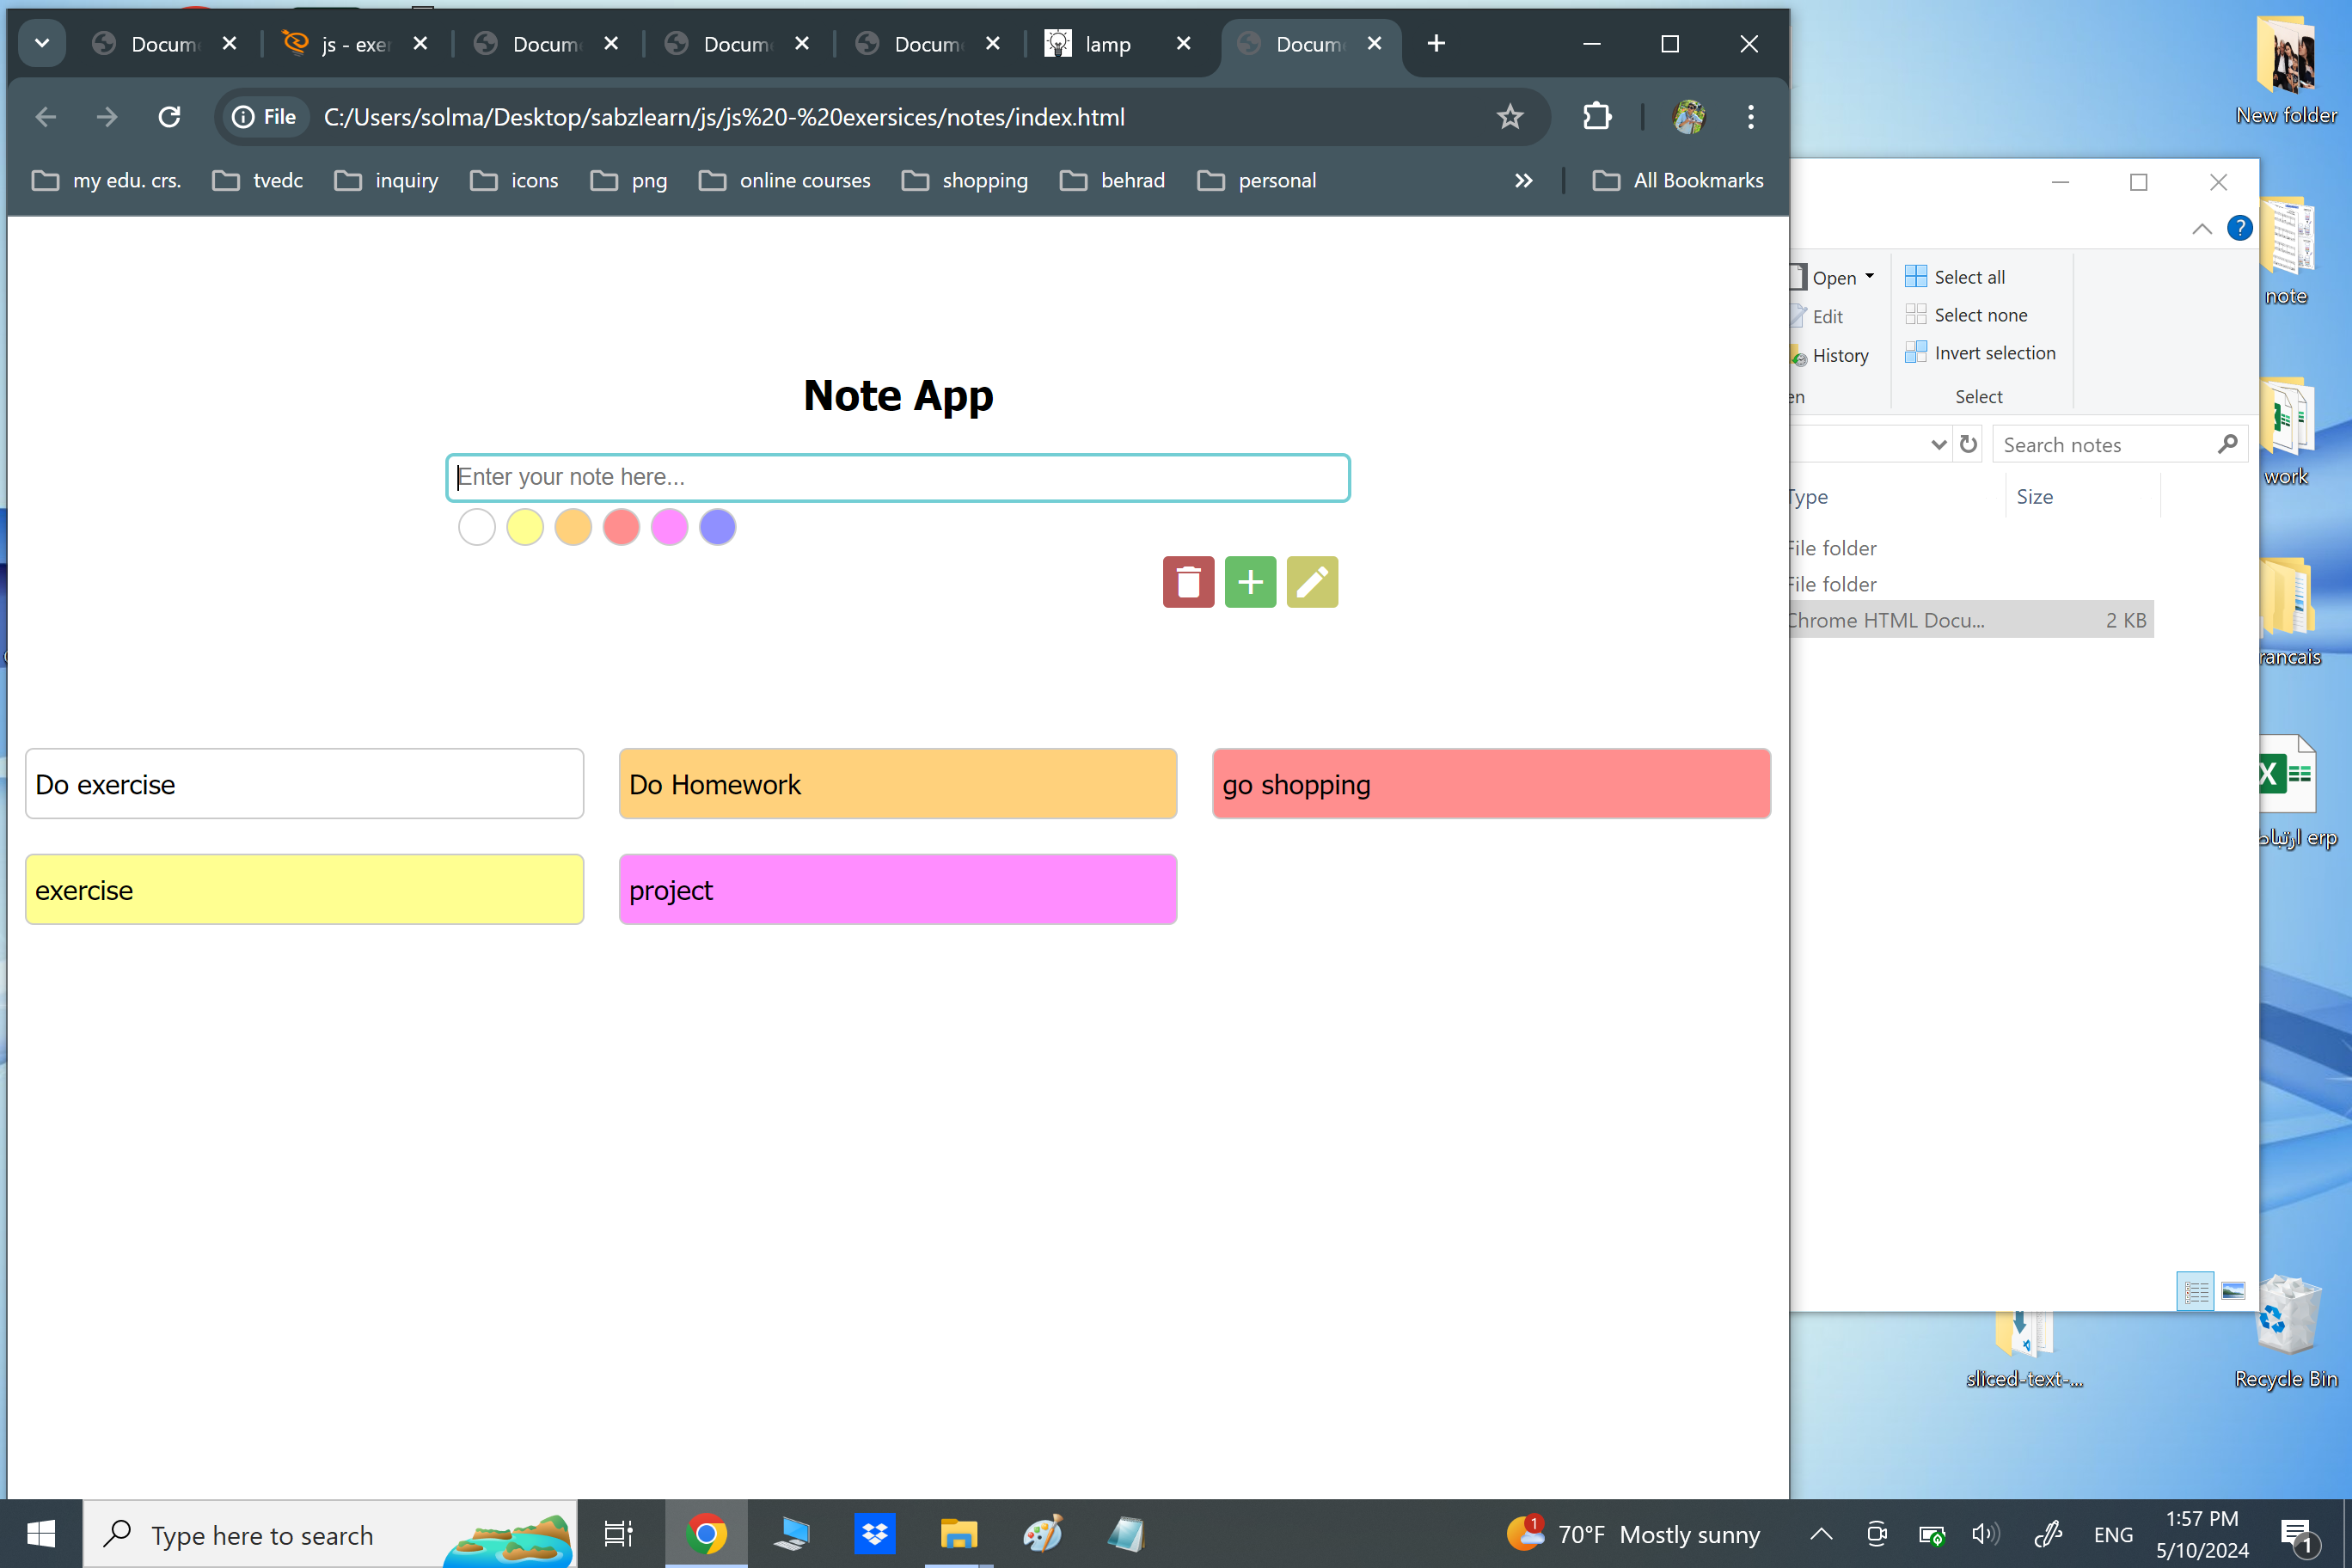 Docum
js - exer
Docum
Docum
Docum
lamp
Docum
File
C:/Users/solma/Desktop/sabzlearn/js/js%20-%20exersices/notes/index.html
my edu. crs.
tvedc
inquiry
icons
png
online courses
shopping
behrad
personal
All Bookmarks
Note App
Enter your note here...
Do exercise
Do Homework
go shopping
exercise
project
?
Open
Select all
Edit
Select none
History
Invert selection
en
Select
Search notes
Type
Size
File folder
File folder
Chrome HTML Docu...
2 KB
New folder
note
work
rancais
ارتباط erp
sliced-text-...
Recycle Bin
Type here to search
1
70°F Mostly sunny
ENG
1:57 PM
5/10/2024
1